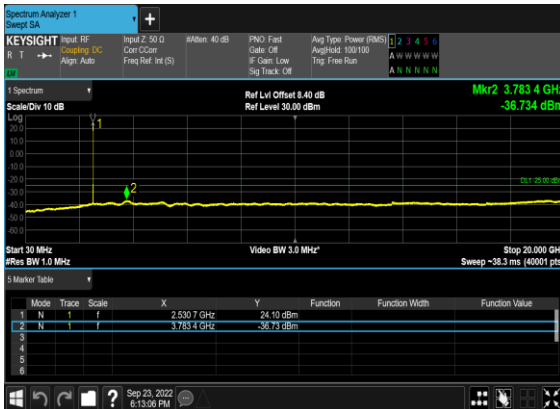 Spectrum Analyzer 1
Swept SA
+
KEYSIGHT
R T
Input: RF
Coupling: DC
Align: Auto
Input Z: 50 Ω
Corr CCorr
Freq Ref: Int (S)
#Atten: 40 dB
PNO: Fast
Gate: Off
IF Gain: Low
Sig Track: Off
Avg Type: Power (RMS)
Avg|Hold: 100/100
Trig: Free Run
1 2 3 4 5 6
A W W W W W
A N N N N N
1 Spectrum
Scale/Div 10 dB
Ref Lvl Offset 8.40 dB
Ref Level 30.00 dBm
Mkr2 3.783 4 GHz
-36.734 dBm
Log
20.0
10.0
0.00
-10.0
-20.0
-30.0
-40.0
-50.0
-60.0
1
2
DL1 -25.00 dBm
Start 30 MHz
#Res BW 1.0 MHz
Video BW 3.0 MHz*
Stop 20.000 GH
Sweep ~38.3 ms (40001 pts
5 Marker Table
Mode Trace Scale X Y Function Function Width Function Value
1 N 1 f 2.530 7 GHz 24.10 dBm
2 N 1 f 3.783 4 GHz -36.73 dBm
3
4
5
6
?
Sep 23, 2022
6:13:06 PM